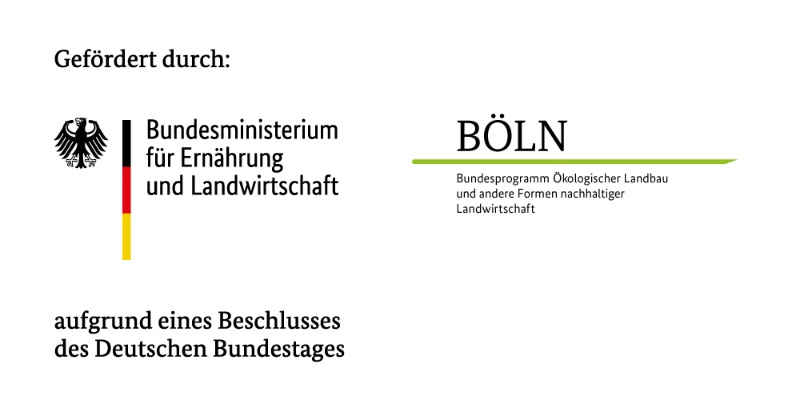 Gefördert durch:
Bundesministerium
für Ernährung
und Landwirtschaft
BÖLN
Bundesprogramm Ökologischer Landbau
und andere Formen nachhaltiger
Landwirtschaft
aufgrund eines Beschlusses
des Deutschen Bundestages